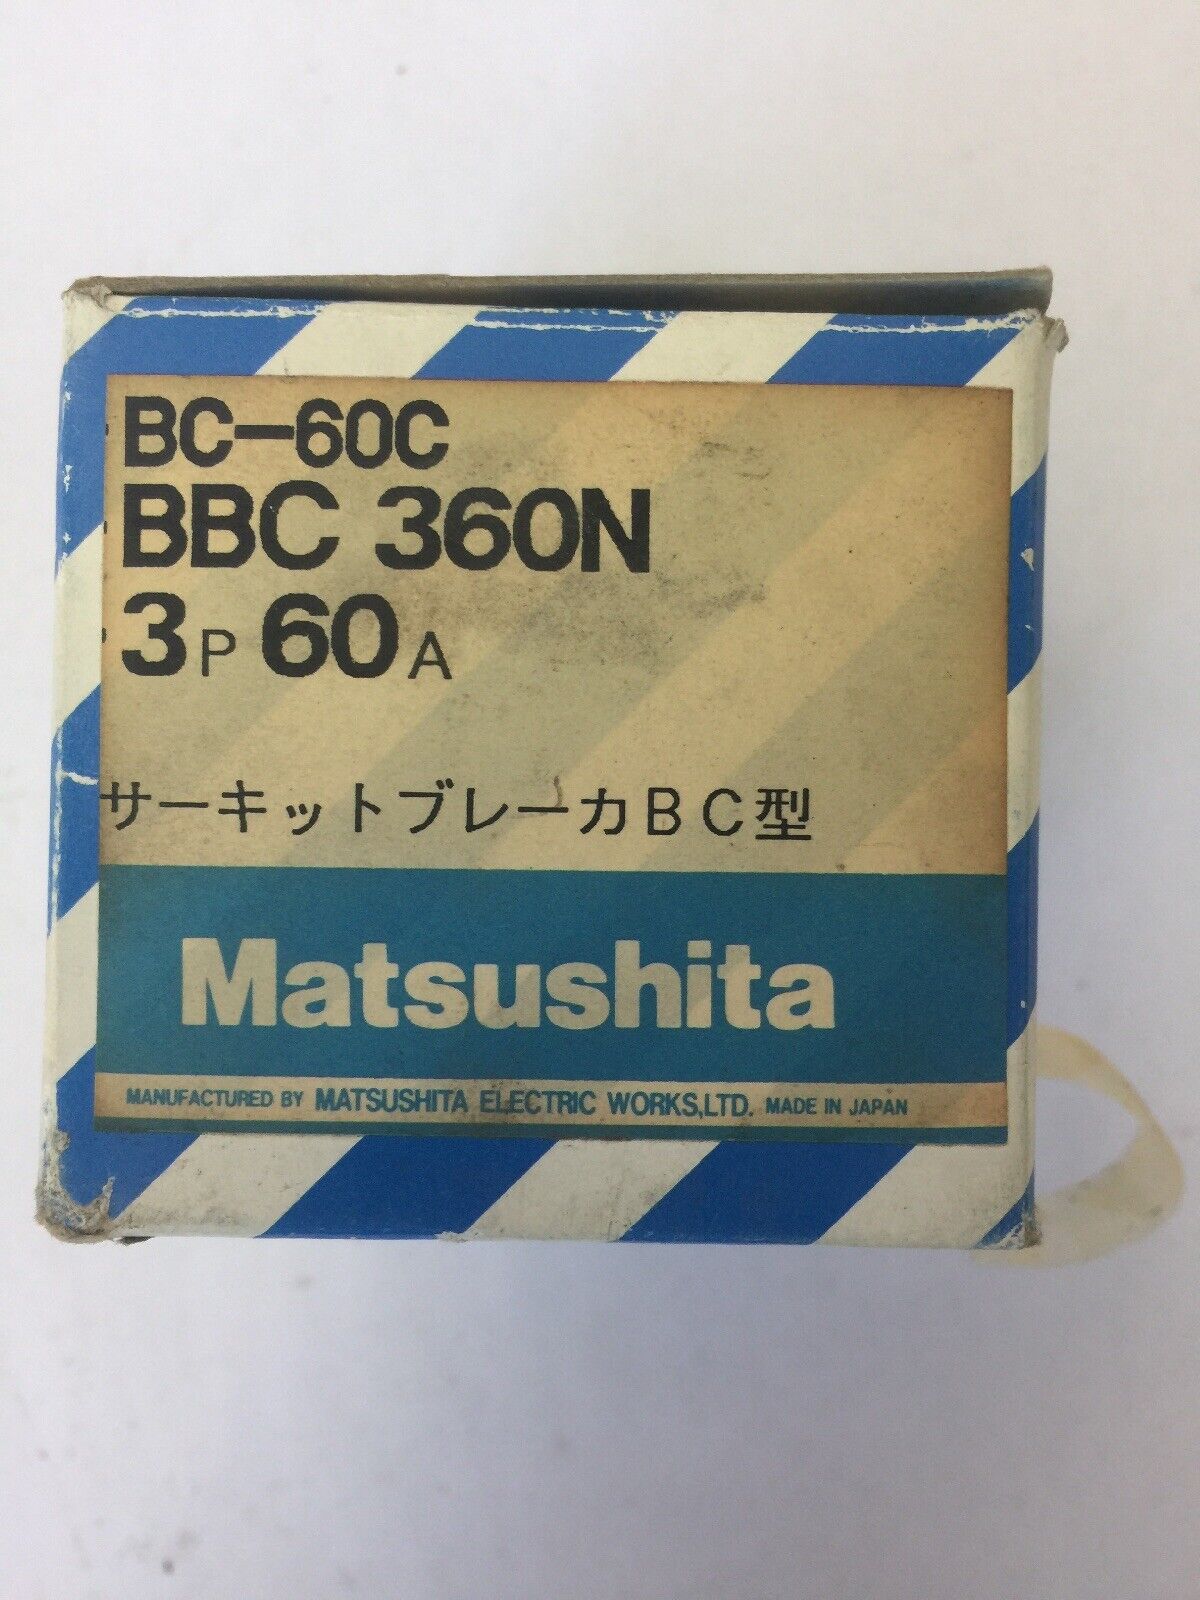 BC-60C
BBC 360N
3P 60A
サーキットブレーカBC型
Matsushita
MANUFACTURED BY MATSUSHITA ELECTRIC WORKS,LTD. MADE IN JAPAN